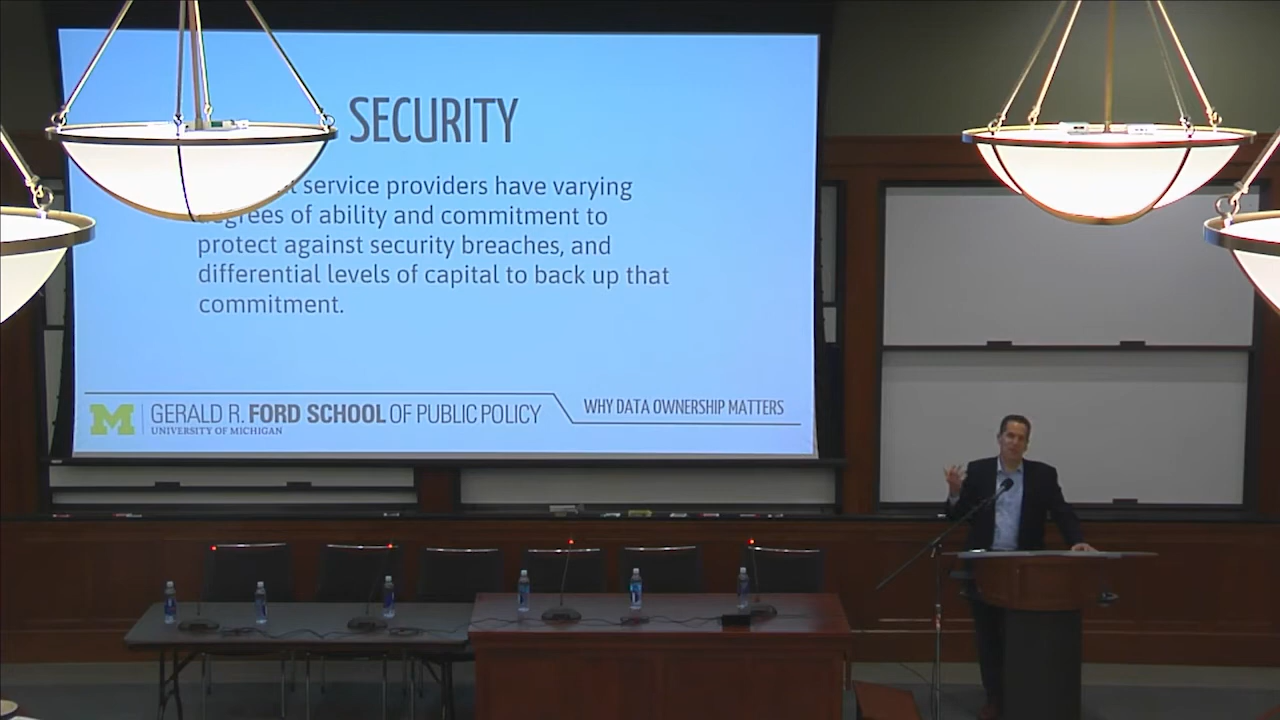 SECURITY
service providers have varying
degrees of ability and commitment to
protect against security breaches, and
differential levels of capital to back up that
commitment.
M
GERALD R. FORD SCHOOL OF PUBLIC POLICY
UNIVERSITY OF MICHIGAN
WHY DATA OWNERSHIP MATTERS